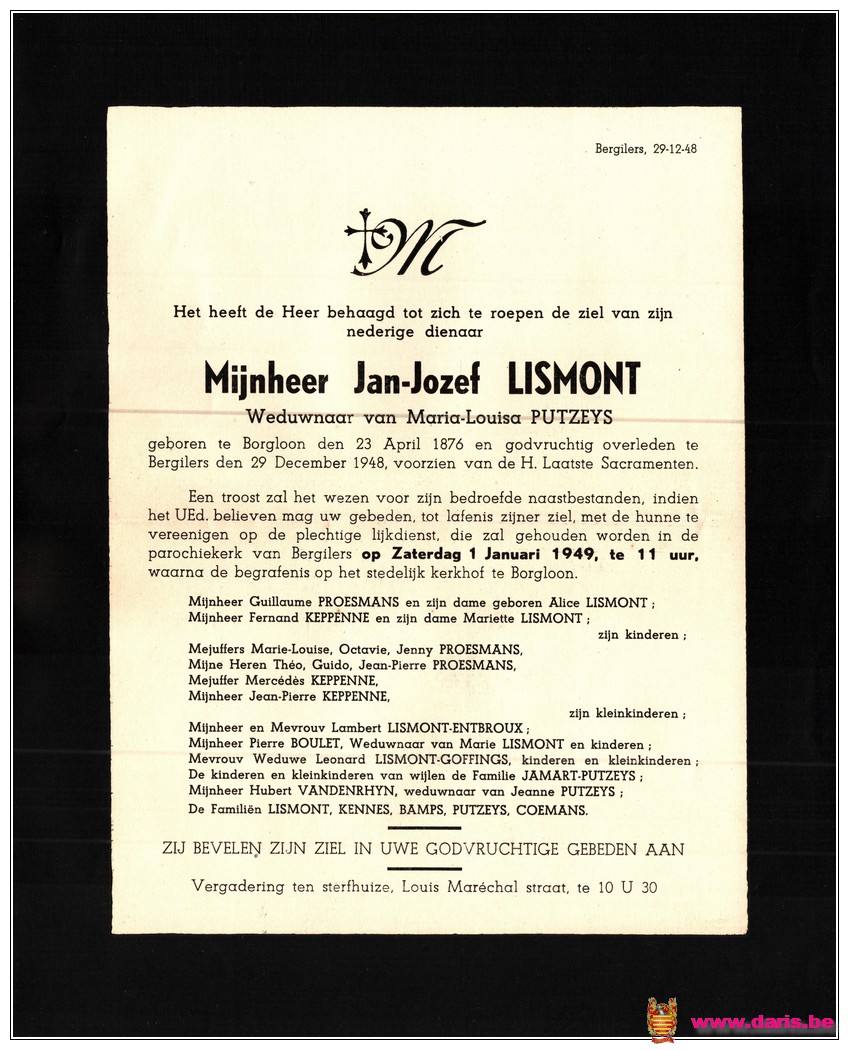 Bergilers, 29-12-48
M
Het heeft de Heer behaagd tot zich te roepen de ziel van zijn
nederige dienaar
Mijnheer Jan-Jozef LISMONT
Weduwnaar van Maria-Louisa PUTZEYS
geboren te Borgloon den 23 April 1876 en godvruchtig overleden te
Bergilers den 29 December 1948, voorzien van de H. Laatste Sacramenten.
Een troost zal het wezen voor zijn bedroefde naastbestanden, indien
het UEd. believen mag uw gebeden, tot lafenis zijner ziel, met de hunne te
vereenigen op de plechtige lijkdienst, die zal gehouden worden in de
parochiekerk van Bergilers op Zaterdag 1 Januari 1949, te 11 uur,
waarna de begrafenis op het stedelijk kerkhof te Borgloon.
Mijnheer Guillaume PROESMANS en zijn dame geboren Alice LISMONT ;
Mijnheer Fernand KEPPENNE en zijn dame Mariette LISMONT ;
zijn kinderen ;
Mejuffers Marie-Louise, Octavie, Jenny PROESMANS,
Mijne Heren Théo, Guido, Jean-Pierre PROESMANS,
Mejuffer Mercédès KEPPENNE,
Mijnheer Jean-Pierre KEPPENNE,
zijn kleinkinderen ;
Mijnheer en Mevrouv Lambert LISMONT-ENTBROUX ;
Mijnheer Pierre BOULET, Weduwnaar van Marie LISMONT en kinderen ;
Mevrouv Weduwe Leonard LISMONT-GOFFINGS, kinderen en kleinkinderen ;
De kinderen en kleinkinderen van wijlen de Familie JAMART-PUTZEYS ;
Mijnheer Hubert VANDENRHYN, weduwnaar van Jeanne PUTZEYS ;
De Familiën LISMONT, KENNES, BAMPS, PUTZEYS, COEMANS.
ZIJ BEVELEN ZIJN ZIEL IN UWE GODVRUCHTIGE GEBEDEN AAN
Vergadering ten sterfhuize, Louis Maréchal straat, te 10 U 30
www.daris.be